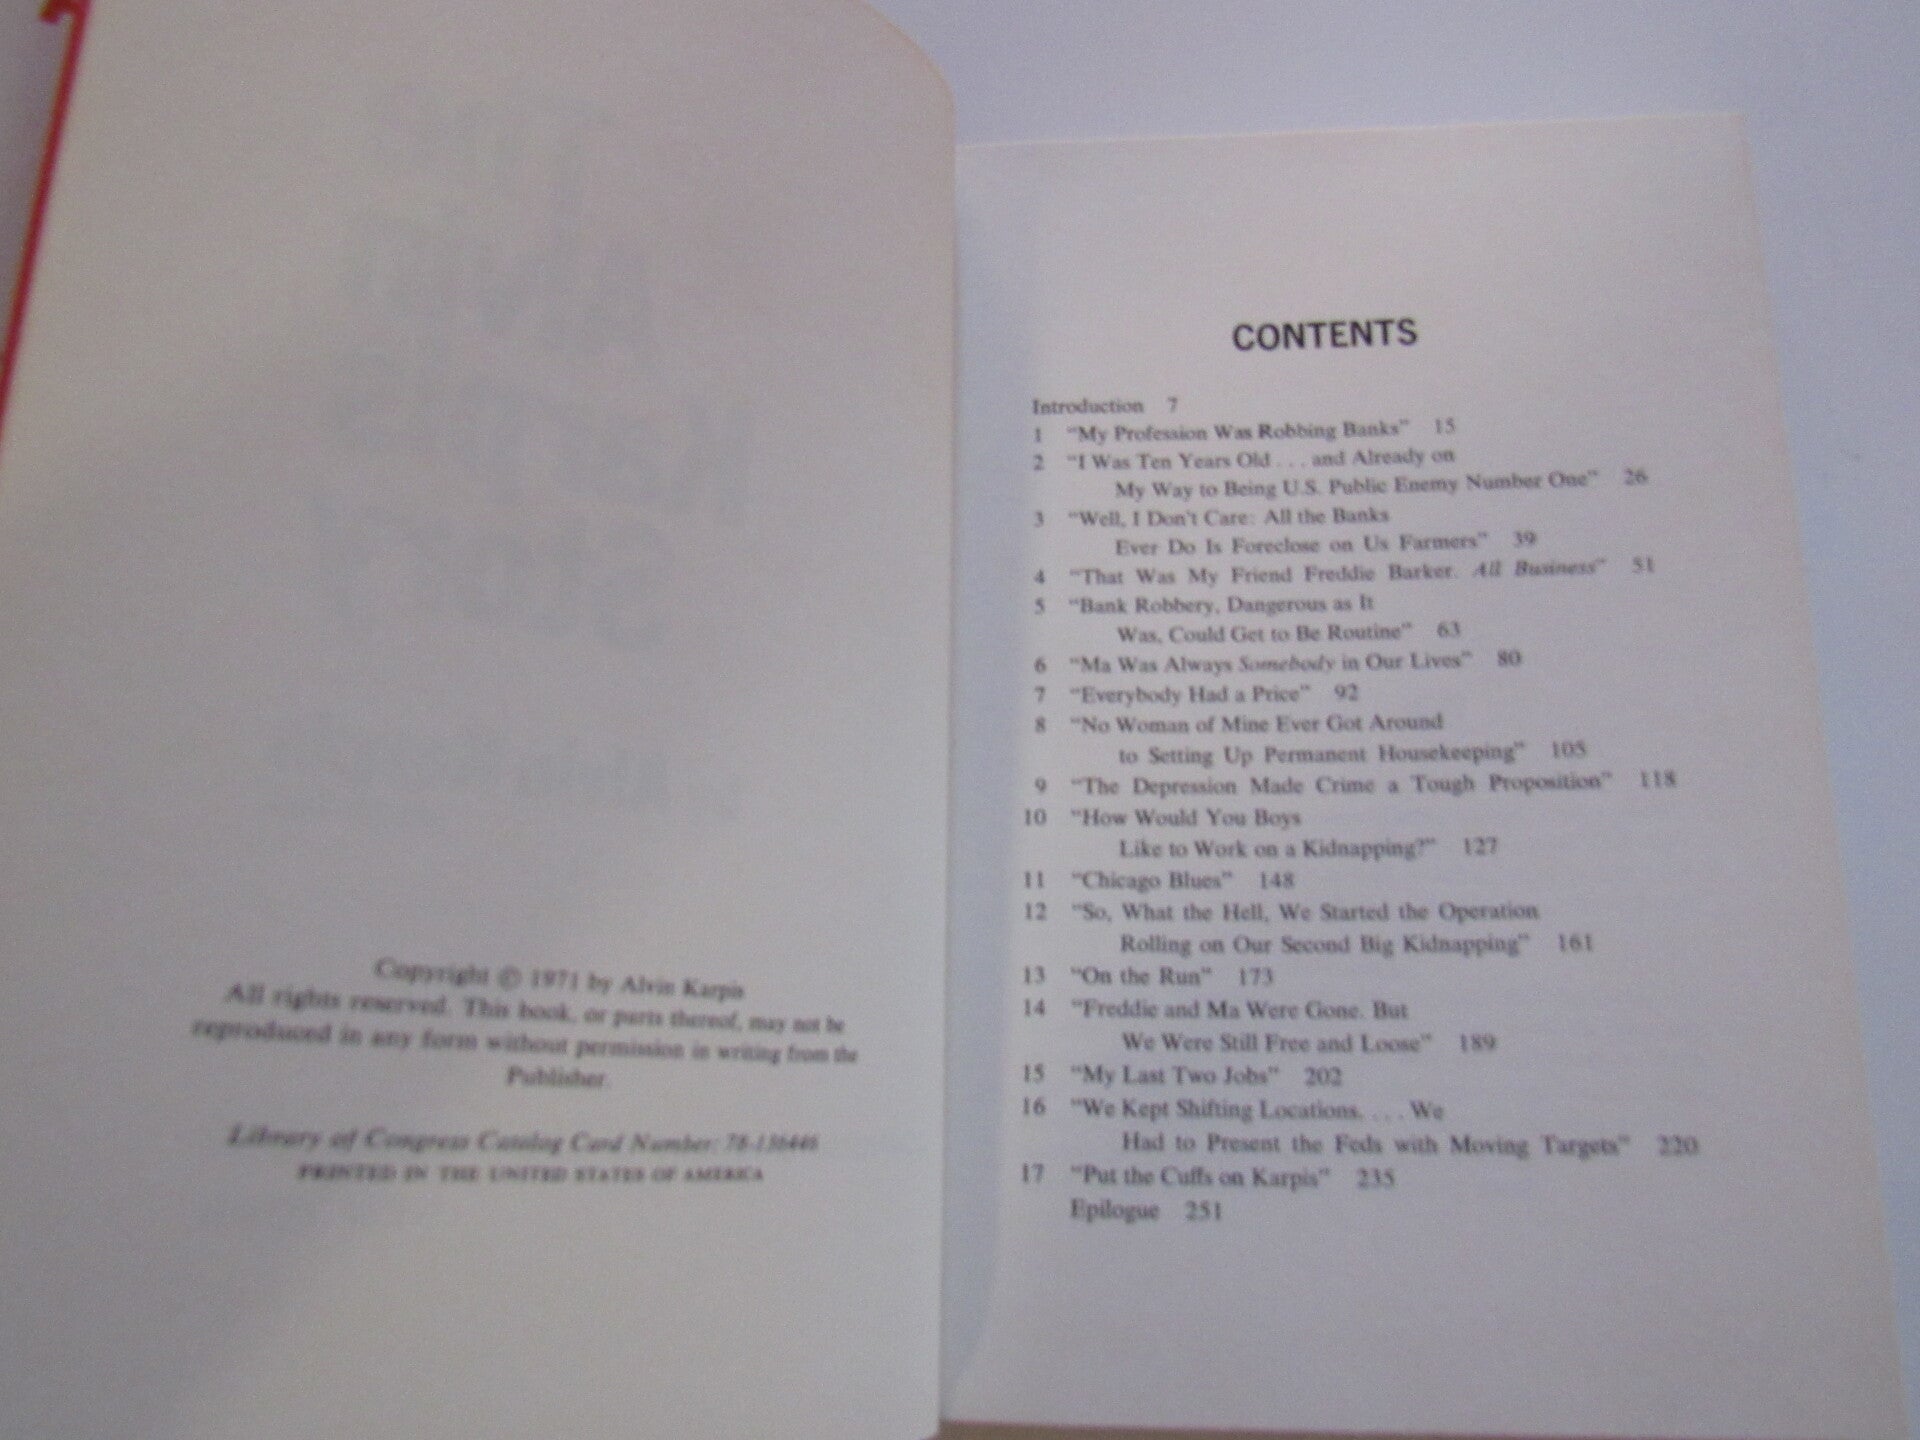 Copyright © 1971 by Alvin Karpis
All rights reserved. This book, or parts thereof, may not be
reproduced in any form without permission in writing from the
Publisher.
Library of Congress Catalog Card Number: 78-136446
PRINTED IN THE UNITED STATES OF AMERICA
CONTENTS
Introduction 7
1 "My Profession Was Robbing Banks" 15
2 "I Was Ten Years Old . . . and Already on
My Way to Being U.S. Public Enemy Number One" 26
3 "Well, I Don't Care: All the Banks
Ever Do Is Foreclose on Us Farmers" 39
4 "That Was My Friend Freddie Barker. All Business" 51
5 "Bank Robbery, Dangerous as It
Was, Could Get to Be Routine" 63
6 "Ma Was Always Somebody in Our Lives" 80
7 "Everybody Had a Price" 92
8 "No Woman of Mine Ever Got Around
to Setting Up Permanent Housekeeping" 105
9 "The Depression Made Crime a Tough Proposition" 118
10 "How Would You Boys
Like to Work on a Kidnapping?" 127
11 "Chicago Blues" 148
12 "So, What the Hell, We Started the Operation
Rolling on Our Second Big Kidnapping" 161
13 "On the Run" 173
14 "Freddie and Ma Were Gone. But
We Were Still Free and Loose" 189
15 "My Last Two Jobs" 202
16 "We Kept Shifting Locations. . . . We
Had to Present the Feds with Moving Targets" 220
17 "Put the Cuffs on Karpis" 235
Epilogue 251